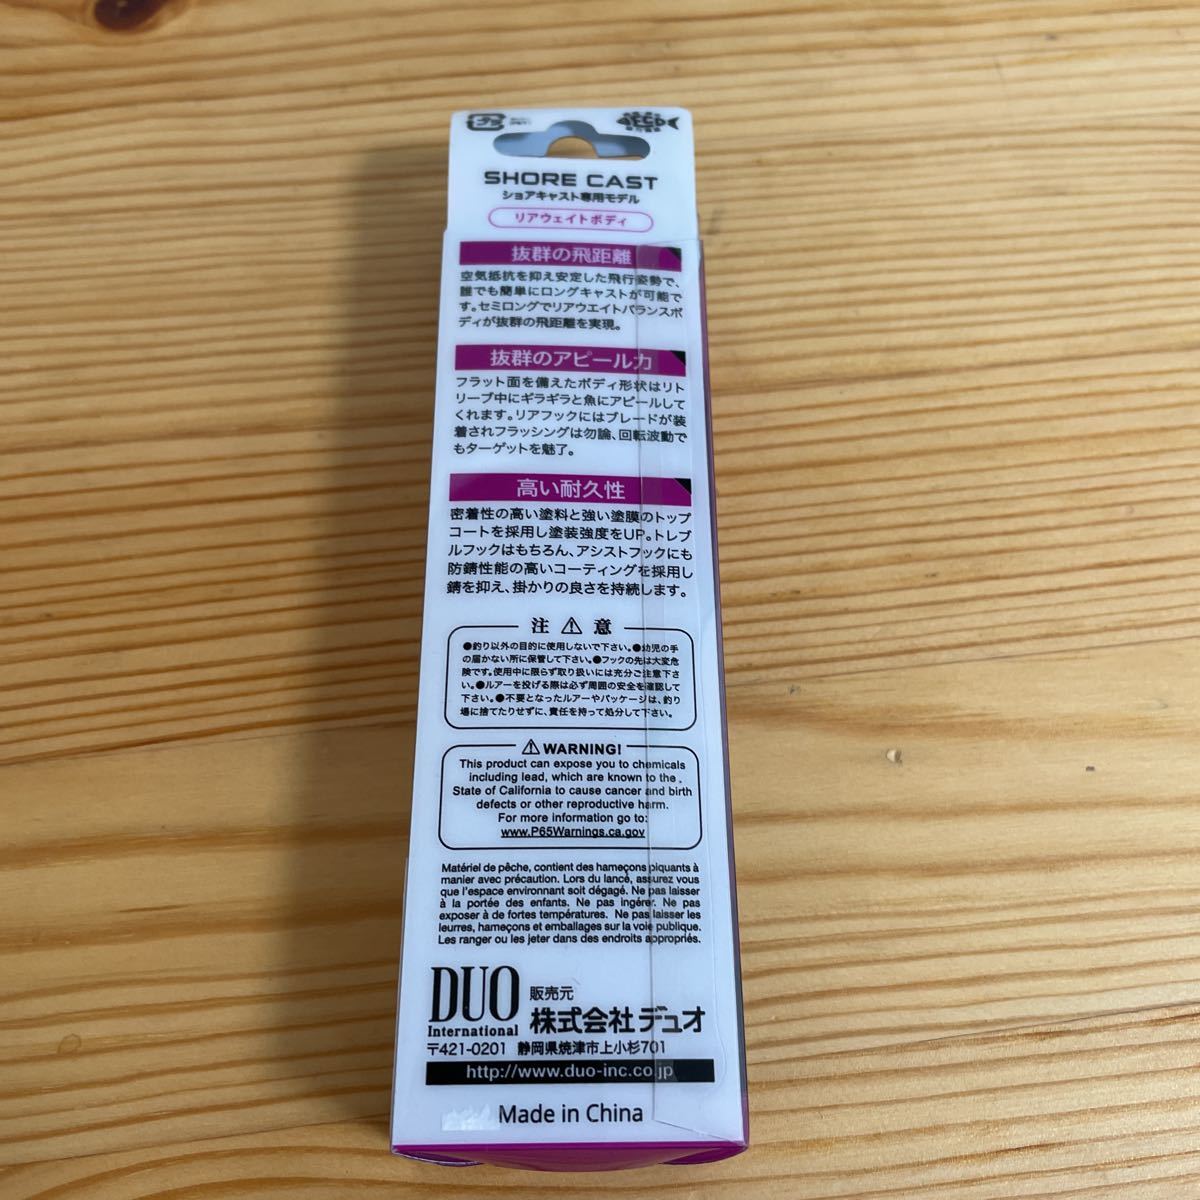 SHORE CAST
ショアキャスト専用モデル
リアウェイトボディ
抜群の飛距離
空気抵抗を抑え安定した飛行姿勢で、
誰でも簡単にロングキャストが可能で
す。セミロングでリアウエイトバランスボ
ディが抜群の飛距離を実現。
抜群のアピール力
フラット面を備えたボディ形状はリト
リーブ中にギラギラと魚にアピールして
くれます。リアフックにはブレードが装
着されフラッシングは勿論、回転波動で
もターゲットを魅了。
高い耐久性
密着性の高い塗料と強い塗膜のトップ
コートを採用し塗装強度をUP。トレブ
ルフックはもちろん、アシストフックにも
防錆性能の高いコーティングを採用し
錆を抑え、掛かりの良さを持続します。
注 ⚠ 意
●釣り以外の目的に使用しないで下さい。●幼児の手
の届かない所に保管して下さい。●フックの先は大変危
険です。使用中に限らず取り扱いには充分ご注意下さ
い。●ルアーを投げる際は必ず周囲の安全を確認して
下さい。●不要となったルアーやパッケージは、釣り
場に捨てたりせずに、責任を持って処分して下さい。
⚠ WARNING!
This product can expose you to chemicals
including lead, which are known to the .
State of California to cause cancer and birth
defects or other reproductive harm.
For more information go to:
www.P65Warnings.ca.gov
Matériel de pêche, contient des hameçons piquants à
manier avec précaution. Lors du lancé, assurez vous
que l'espace environnant soit dégagé. Ne pas laisser
à la portée des enfants. Ne pas ingérer. Ne pas
exposer à de fortes températures. Ne pas laisser les
leurres, hameçons et emballages sur la voie publique.
Les ranger ou les jeter dans des endroits appropriés.
DUO
International
販売元
株式会社デュオ
〒421-0201 静岡県焼津市上小杉701
http://www.duo-inc.co.jp
Made in China